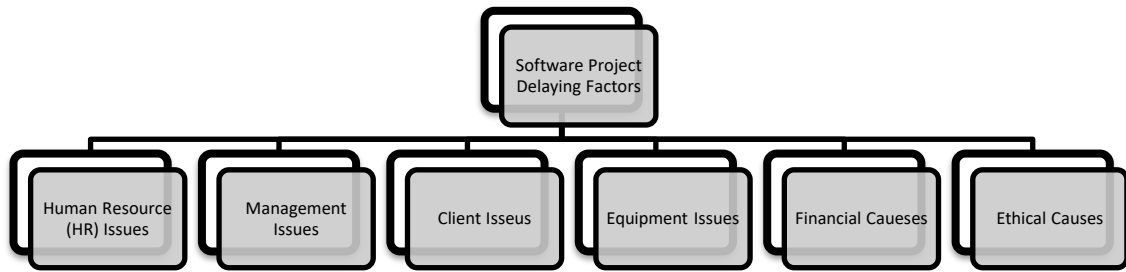 Software Project
Delaying Factors
Human Resource
(HR) Issues
Management
Issues
Client Isseus
Equipment Issues
Financial Caueses
Ethical Causes